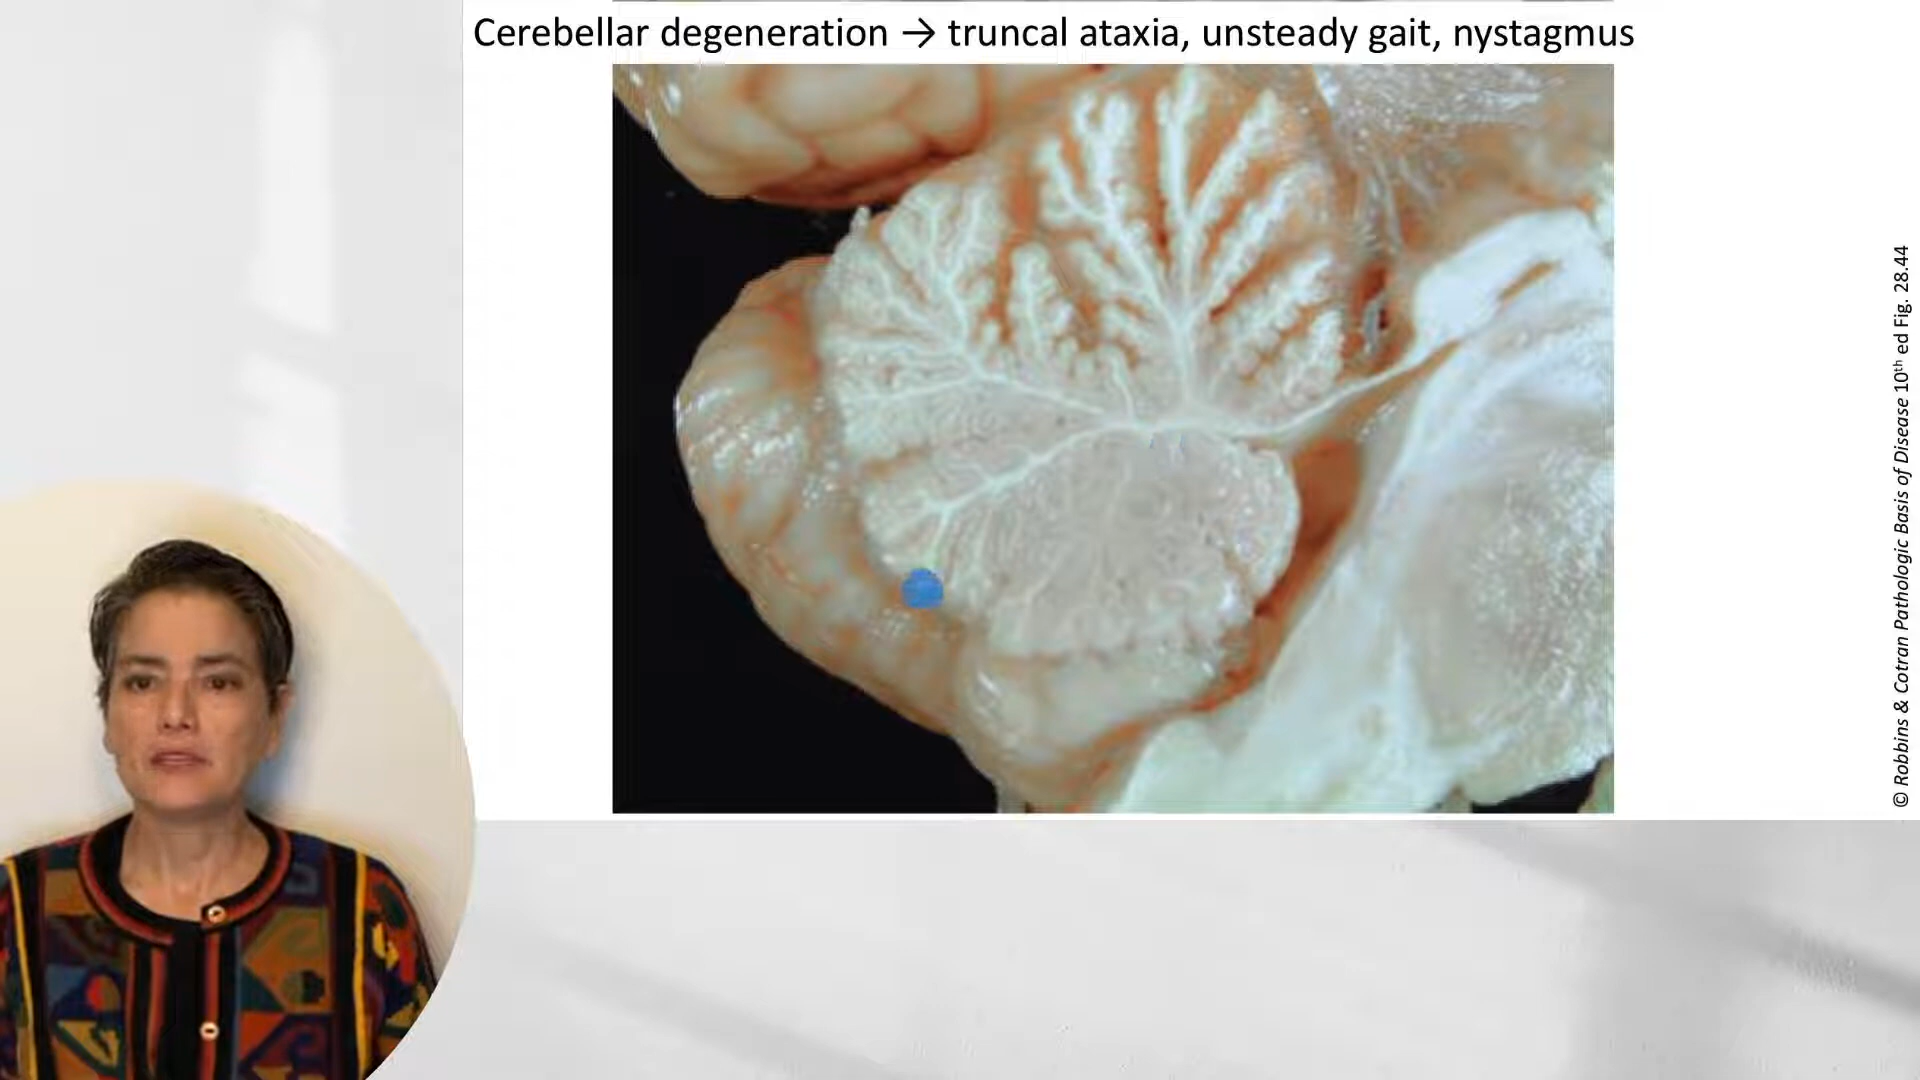 Cerebellar degeneration → truncal ataxia, unsteady gait, nystagmus
© Robbins & Cotran Pathologic Basis of Disease 10th ed Fig. 28.44